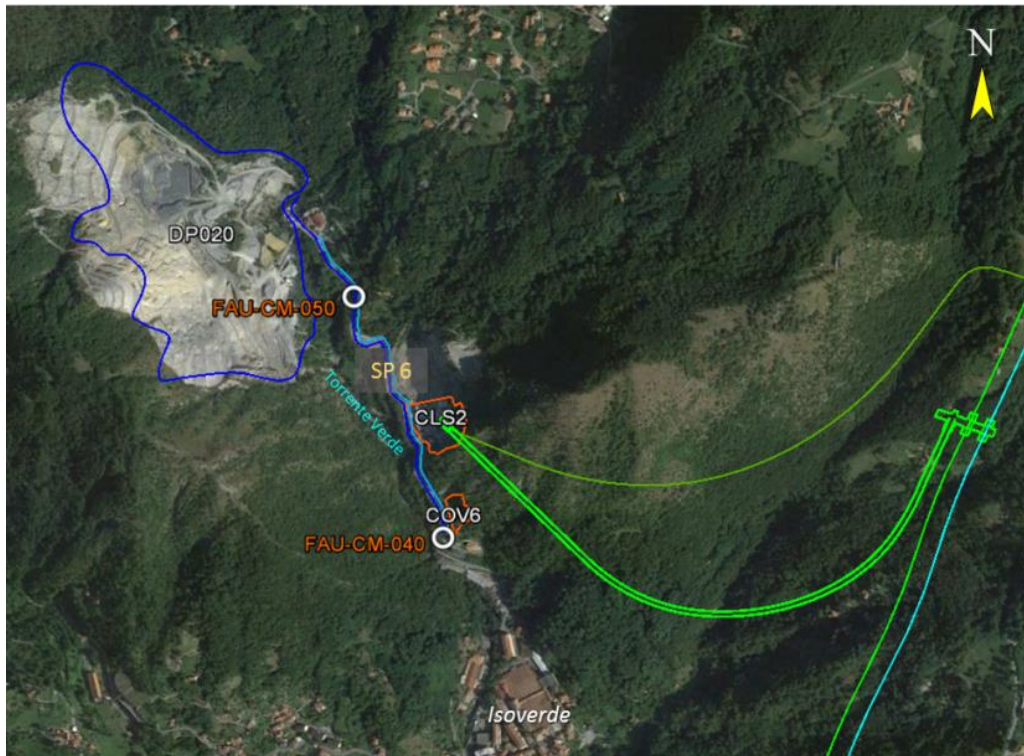 N
DP020
FAU-CM-050
SP 6
Torrente Verde
CLS2
COV6
FAU-CM-040
Isoverde